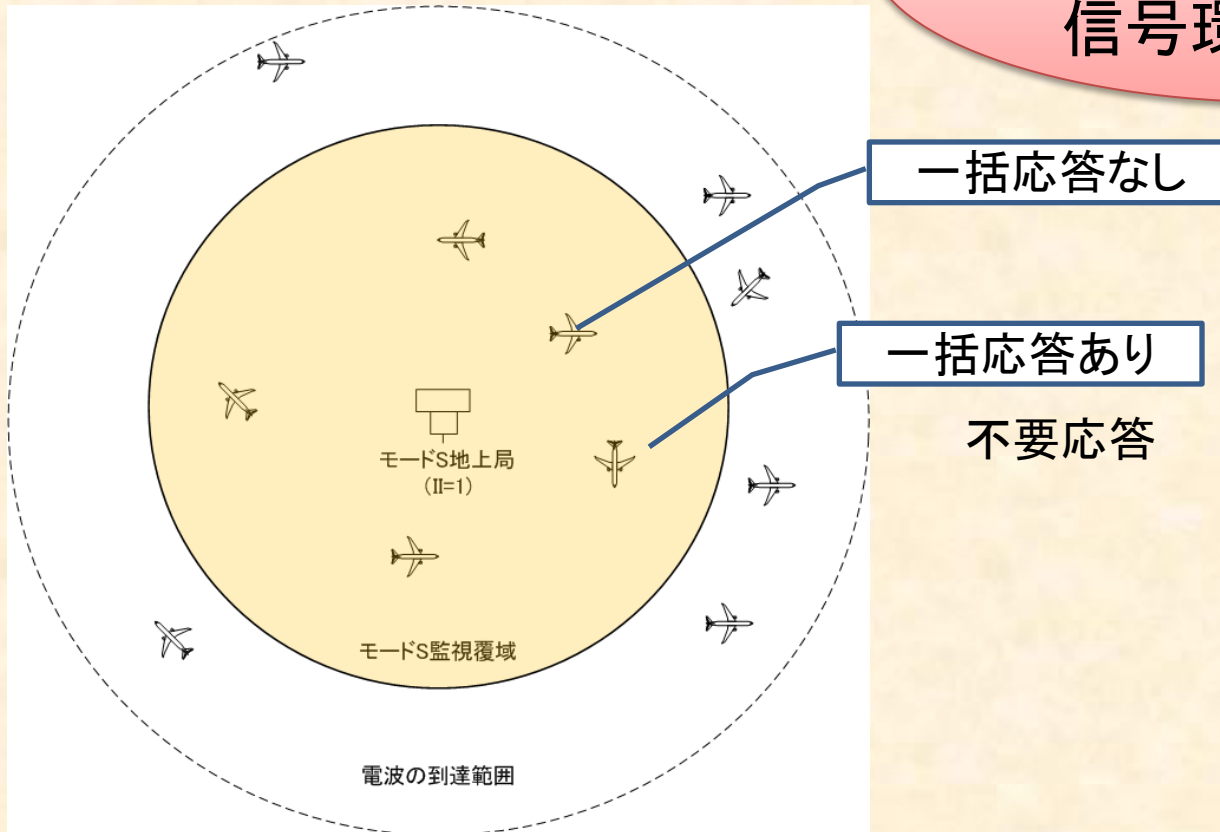 信号環
一括応答なし
一括応答あり
不要応答
モードS地上局
(II=1)
モードS監視覆域
電波の到達範囲